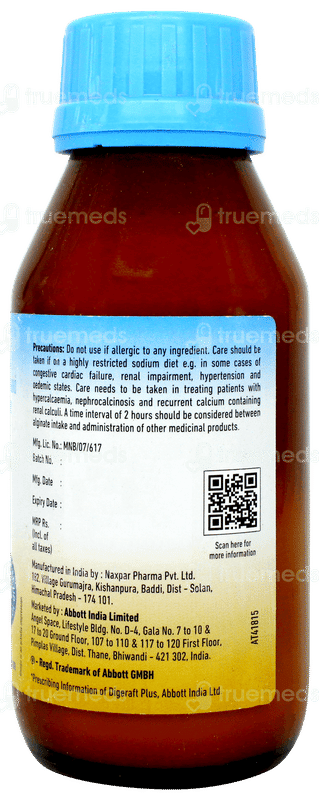 truemeds
Precautions: Do not use if allergic to any ingredient. Care should be
taken if on a highly restricted sodium diet e.g. in some cases of
congestive cardiac failure, renal impairment, hypertension and
oedemic states. Care needs to be taken in treating patients with
hypercalcaemia, nephrocalcinosis and recurrent calcium containing
renal calculi. A time interval of 2 hours should be considered between
alginate intake and administration of other medicinal products.
Mfg. Lic. No.: MNB/07/617
Batch No. :
Mfg. Date :
Expiry Date :
MRP Rs. :
(Incl. of
all taxes)
Scan here for
more information
Manufactured in India by : Naxpar Pharma Pvt. Ltd.
Village Gurumajra, Kishanpura, Baddi, Dist - Solan,
Himachal Pradesh - 174 101.
Marketed by : Abbott India Limited
Angel Space, Lifestyle Bldg. No. D-4, Gala No. 7 to 10 &
17 to 20 Ground Floor, 107 to 110 & 117 to 120 First Floor.
Pimplas Village, Dist. Thane, Bhiwandi - 421 302, India.
® - Regd. Trademark of Abbott GMBH
*Prescribing Information of Digeraft Plus, Abbott India Ltd
AT41815